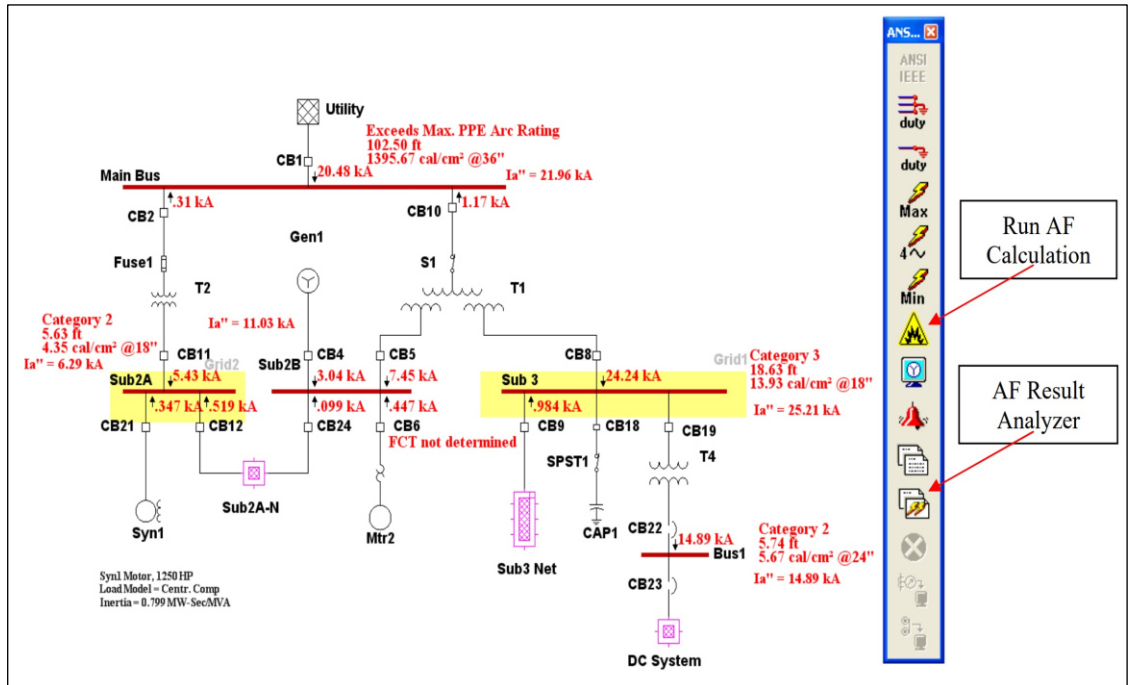 Utility
Exceeds Max. PPE Arc Rating
102.50 ft
1395.67 cal/cm² @36"
CB1
20.48 kA
Ia" = 21.96 kA
Main Bus
.31 kA
1.17 kA
CB2
CB10
Gen1
Fuse1
S1
T2
T1
Category 2
5.63 ft
4.35 cal/cm² @18"
Ia" = 6.29 kA
CB11
Grid2
Sub2A
5.43 kA
.347 kA
.519 kA
CB21
CB12
Ia" = 11.03 kA
Sub2B
CB4
CB5
3.04 kA
7.45 kA
.099 kA
.447 kA
CB24
CB6
FCT not determined
CB8
Grid1
Category 3
18.63 ft
13.93 cal/cm² @18"
Ia" = 25.21 kA
Sub 3
24.24 kA
.984 kA
CB9
CB18
CB19
SPST1
T4
Syn1
Sub2A-N
Mtr2
Sub3 Net
CAP1
CB22
14.89 kA
Bus1
Category 2
5.74 ft
5.67 cal/cm² @24"
Ia" = 14.89 kA
CB23
DC System
Syn1 Motor, 1250 HP
Load Model = Centr. Comp
Inertia = 0.799 MW-Sec/MVA
ANS...
ANSI
IEEE
duty
duty
Max
4
Min
Run AF
Calculation
AF Result
Analyzer